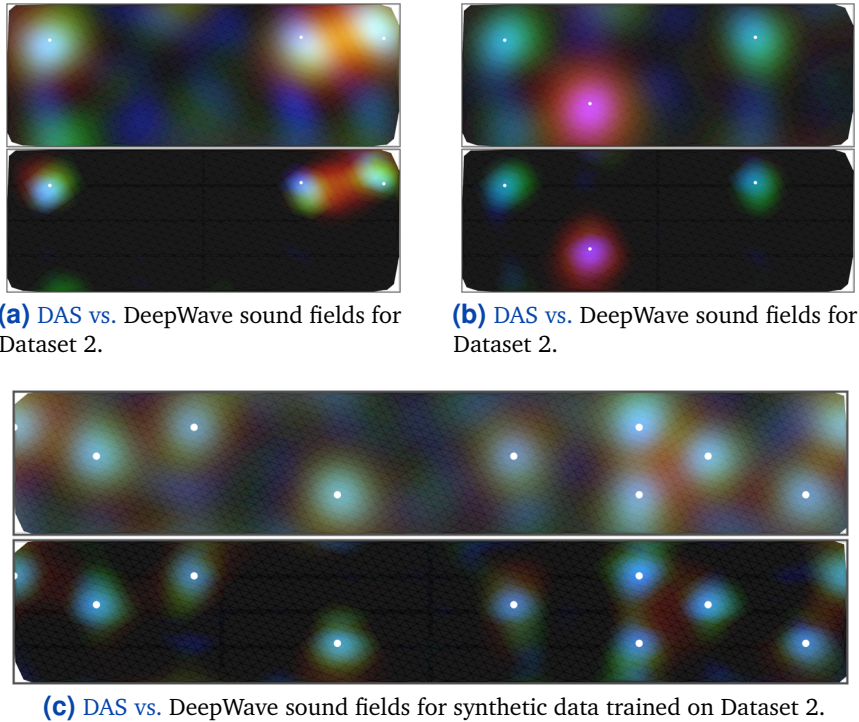 (a) DAS vs. DeepWave sound fields for
Dataset 2.
(b) DAS vs. DeepWave sound fields for
Dataset 2.
(c) DAS vs. DeepWave sound fields for synthetic data trained on Dataset 2.